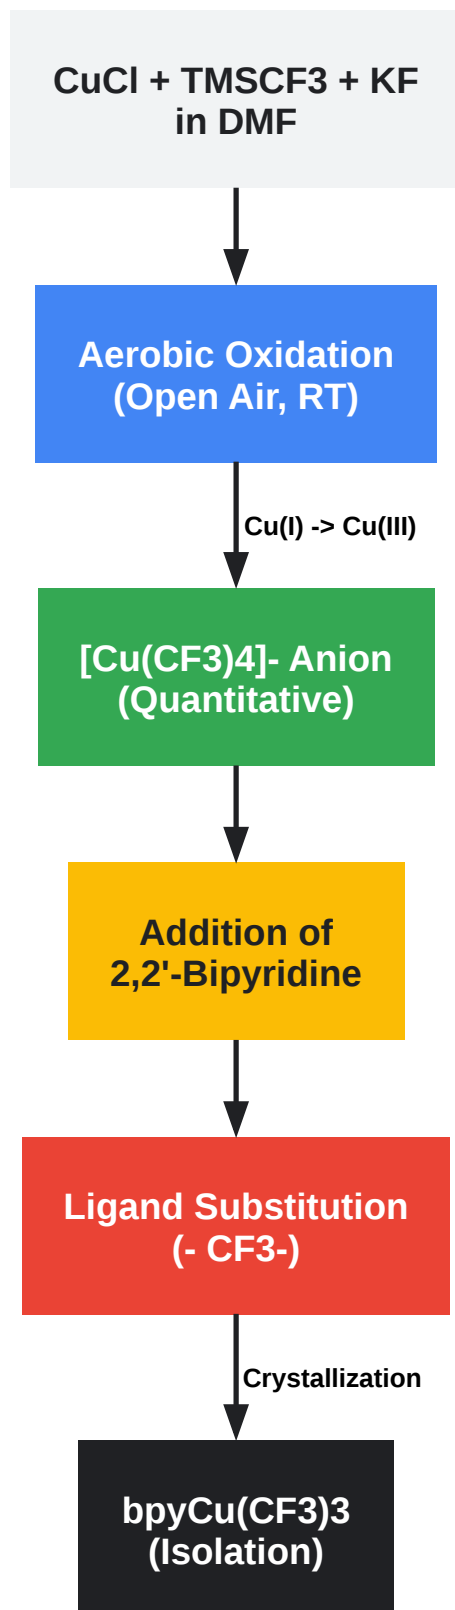 CuCl + TMSCF3 + KF
in DMF
Aerobic Oxidation
(Open Air, RT)
Cu(I) -> Cu(III)
[Cu(CF3)4]- Anion
(Quantitative)
Addition of
2,2'-Bipyridine
Ligand Substitution
(- CF3-)
Crystallization
bpyCu(CF3)3
(Isolation)